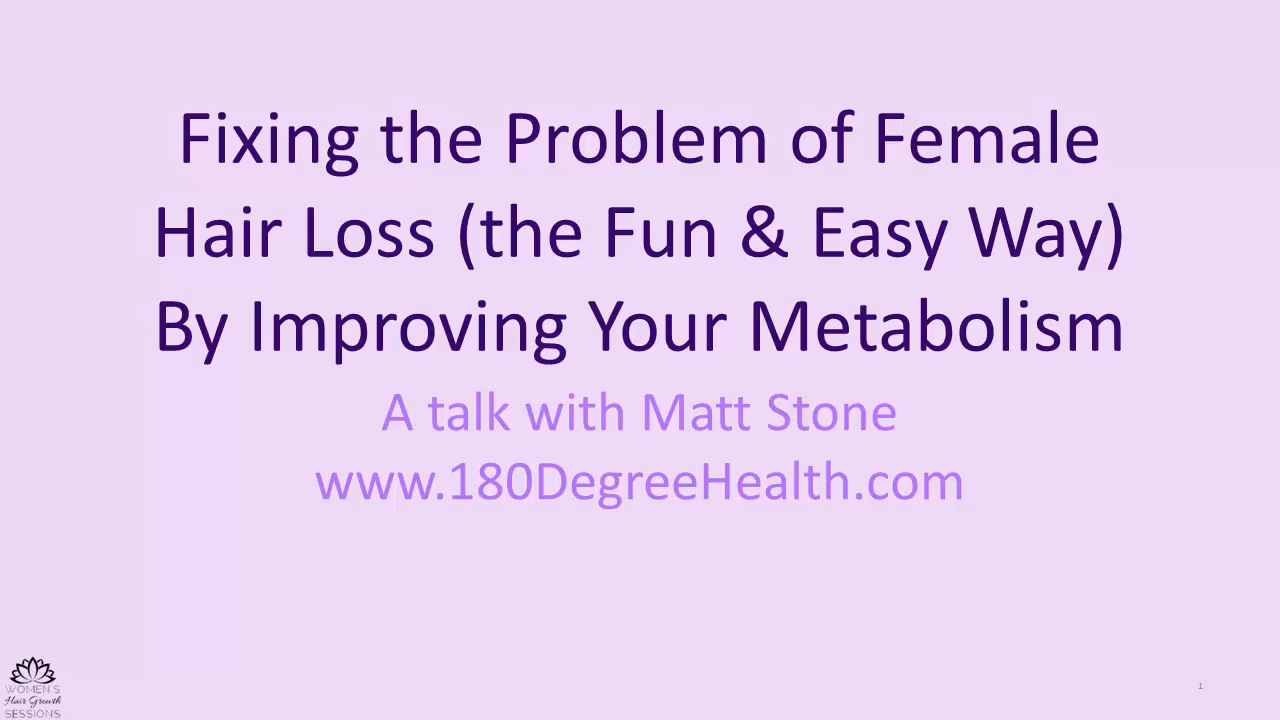 Fixing the Problem of Female
Hair Loss (the Fun & Easy Way)
By Improving Your Metabolism
A talk with Matt Stone
www.180DegreeHealth.com
WOMEN'S
Hair Growth
SESSIONS
1